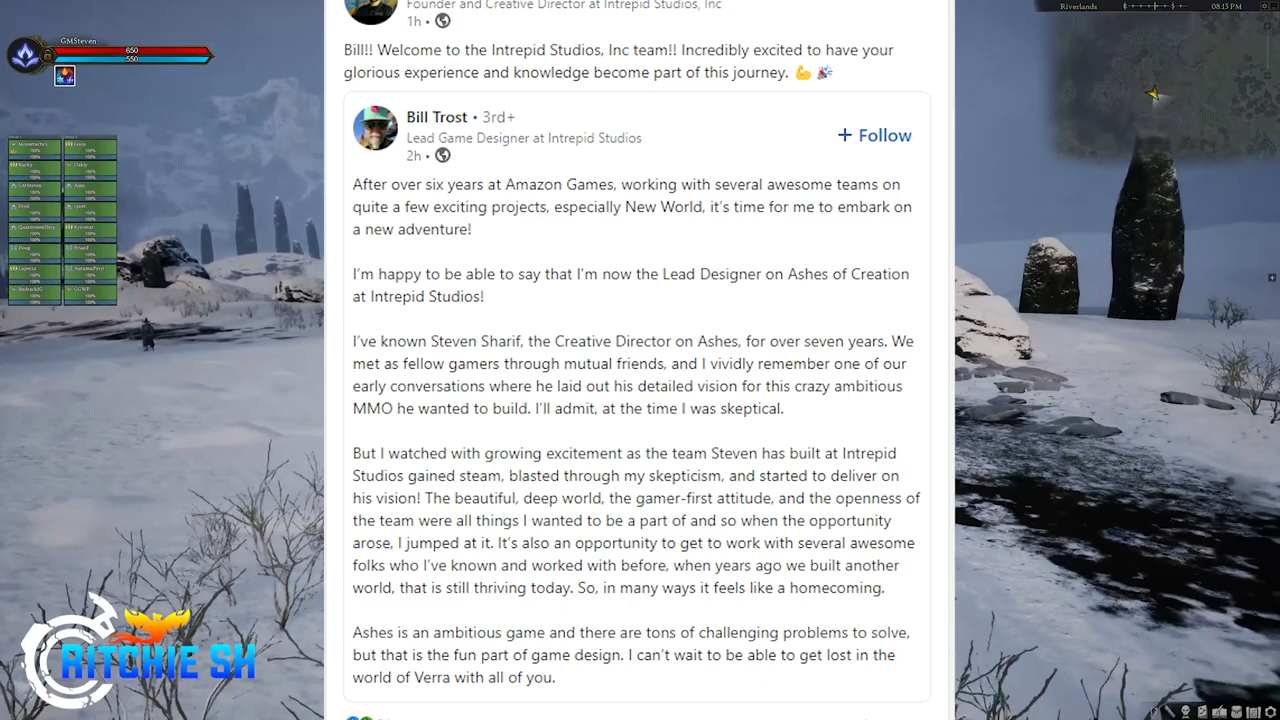 Founder and Creative Director at Intrepid Studios, Inc
Riverlands
08:13 PM
1h •
GMSteven
650
550
Bill!! Welcome to the Intrepid Studios, Inc team!! Incredibly excited to have your
glorious experience and knowledge become part of this journey. 💪 🎉
Bill Trost • 3rd+
+ Follow
Lead Game Designer at Intrepid Studios
2h •
After over six years at Amazon Games, working with several awesome teams on
quite a few exciting projects, especially New World, it's time for me to embark on
a new adventure!
I'm happy to be able to say that I'm now the Lead Designer on Ashes of Creation
at Intrepid Studios!
I've known Steven Sharif, the Creative Director on Ashes, for over seven years. We
met as fellow gamers through mutual friends, and I vividly remember one of our
early conversations where he laid out his detailed vision for this crazy ambitious
MMO he wanted to build. I'll admit, at the time I was skeptical.
But I watched with growing excitement as the team Steven has built at Intrepid
Studios gained steam, blasted through my skepticism, and started to deliver on
his vision! The beautiful, deep world, the gamer-first attitude, and the openness of
the team were all things I wanted to be a part of and so when the opportunity
arose, I jumped at it. It's also an opportunity to get to work with several awesome
folks who I've known and worked with before, when years ago we built another
world, that is still thriving today. So, in many ways it feels like a homecoming.
Ashes is an ambitious game and there are tons of challenging problems to solve,
but that is the fun part of game design. I can't wait to be able to get lost in the
world of Verra with all of you.
RITCHIE SH